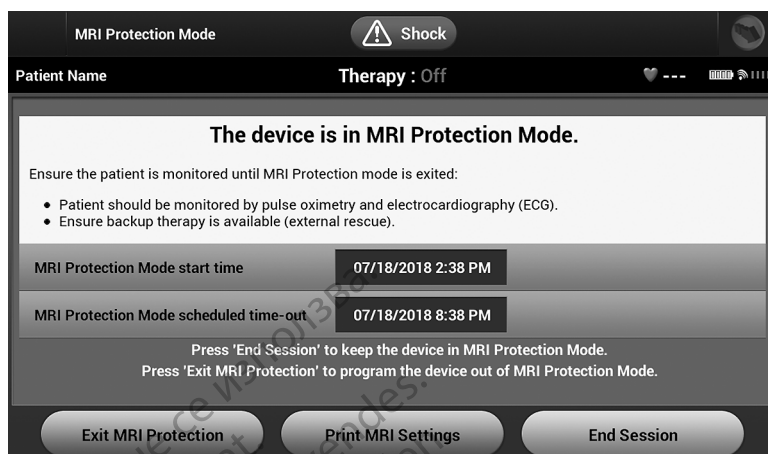 MRI Protection Mode
Shock
Patient Name
Therapy : Off
---
The device is in MRI Protection Mode.
Ensure the patient is monitored until MRI Protection mode is exited:
• Patient should be monitored by pulse oximetry and electrocardiography (ECG).
• Ensure backup therapy is available (external rescue).
MRI Protection Mode start time
07/18/2018 2:38 PM
MRI Protection Mode scheduled time-out
07/18/2018 8:38 PM
Press 'End Session' to keep the device in MRI Protection Mode.
Press 'Exit MRI Protection' to program the device out of MRI Protection Mode.
Exit MRI Protection
Print MRI Settings
End Session